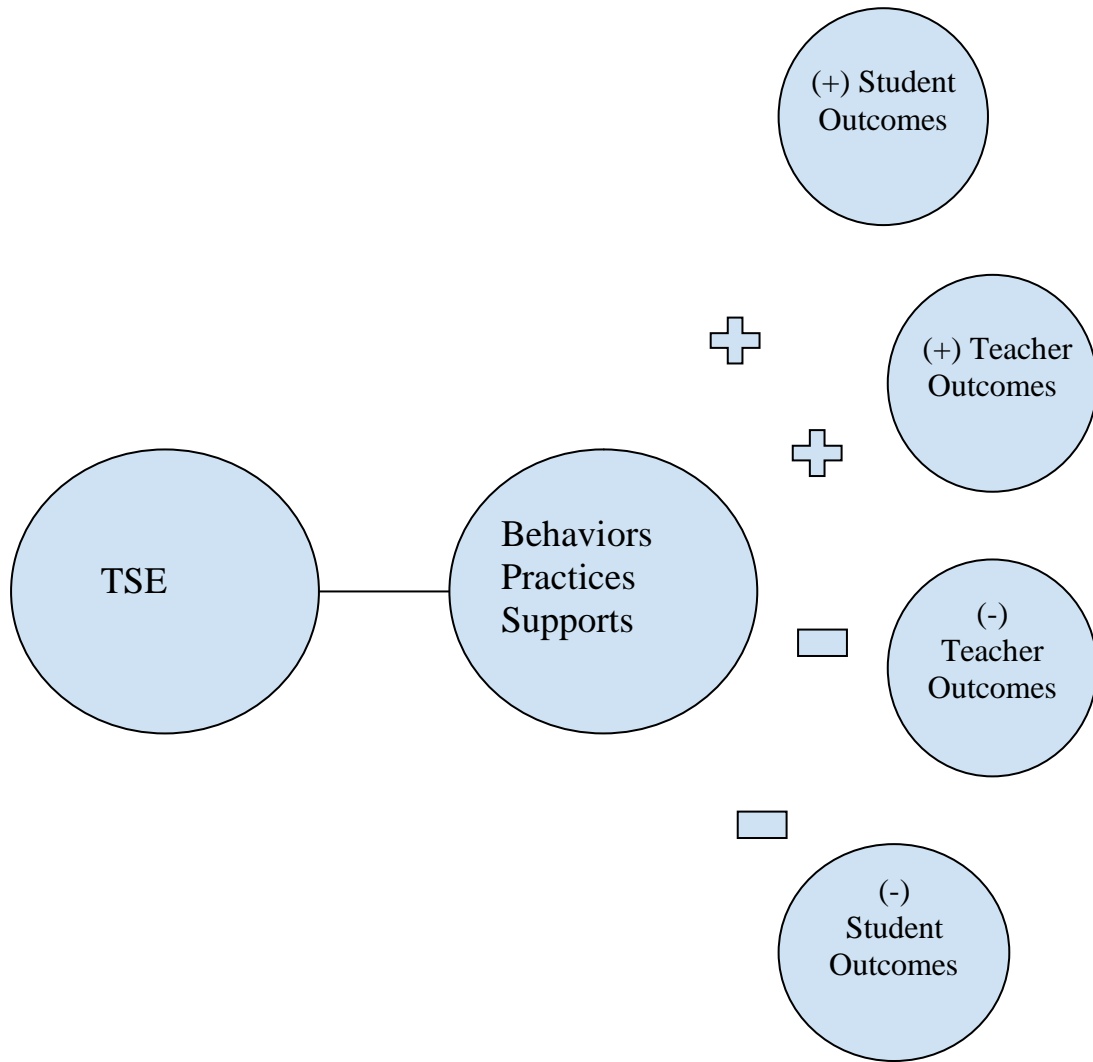 (+) Student
Outcomes
(+) Teacher
Outcomes
TSE
Behaviors
Practices
Supports
(-)
Teacher
Outcomes
(-)
Student
Outcomes